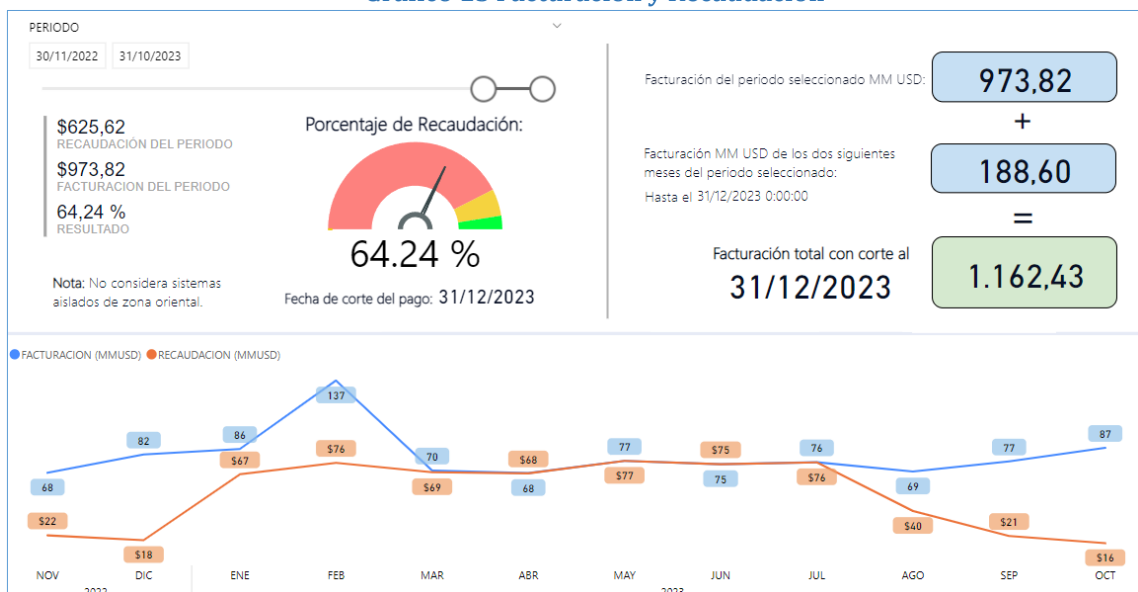 Gráfico 13 Facturación y Recaudación
PERIODO
30/11/2022 31/10/2023
$625,62
RECAUDACIÓN DEL PERIODO
$973,82
FACTURACION DEL PERIODO
64,24 %
RESULTADO
Nota: No considera sistemas
aislados de zona oriental.
Porcentaje de Recaudación:
64.24 %
Fecha de corte del pago: 31/12/2023
Facturación del periodo seleccionado MM USD:
973,82
+
Facturación MM USD de los dos siguientes
meses del periodo seleccionado:
Hasta el 31/12/2023 0:00:00
188,60
=
Facturación total con corte al
31/12/2023
1.162,43
FACTURACION (MMUSD) RECAUDACION (MMUSD)
68 82 86 137 70 68 77 75 76 69 77 87
$22 $18 $67 $76 $69 $68 $77 $75 $76 $40 $21 $16
NOV DIC ENE FEB MAR ABR MAY JUN JUL AGO SEP OCT
2022 2023